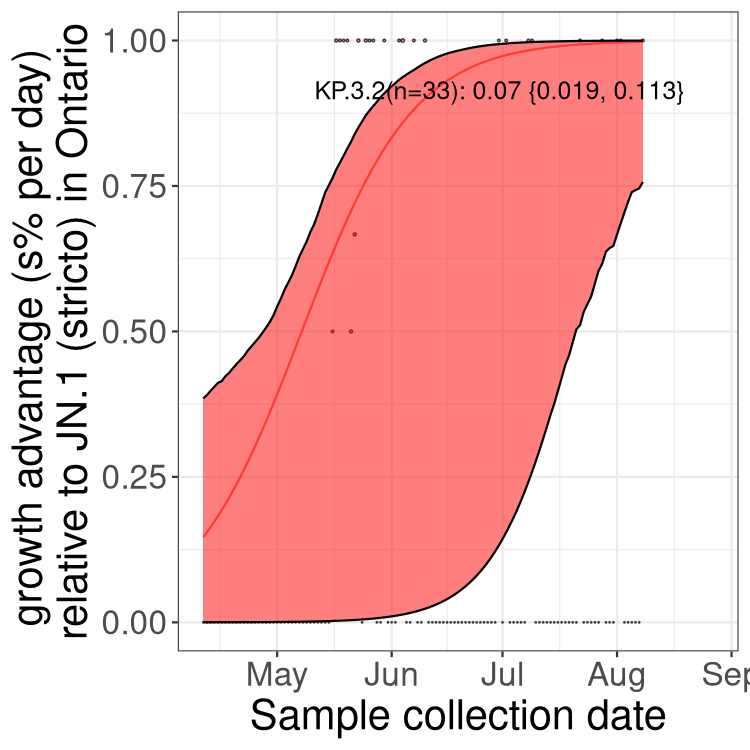 growth advantage (s% per day)
relative to JN.1 (stricto) in Ontario
1.00
0.75
0.50
0.25
0.00
KP.3.2(n=33): 0.07 {0.019, 0.113}
May Jun Jul Aug Sep
Sample collection date